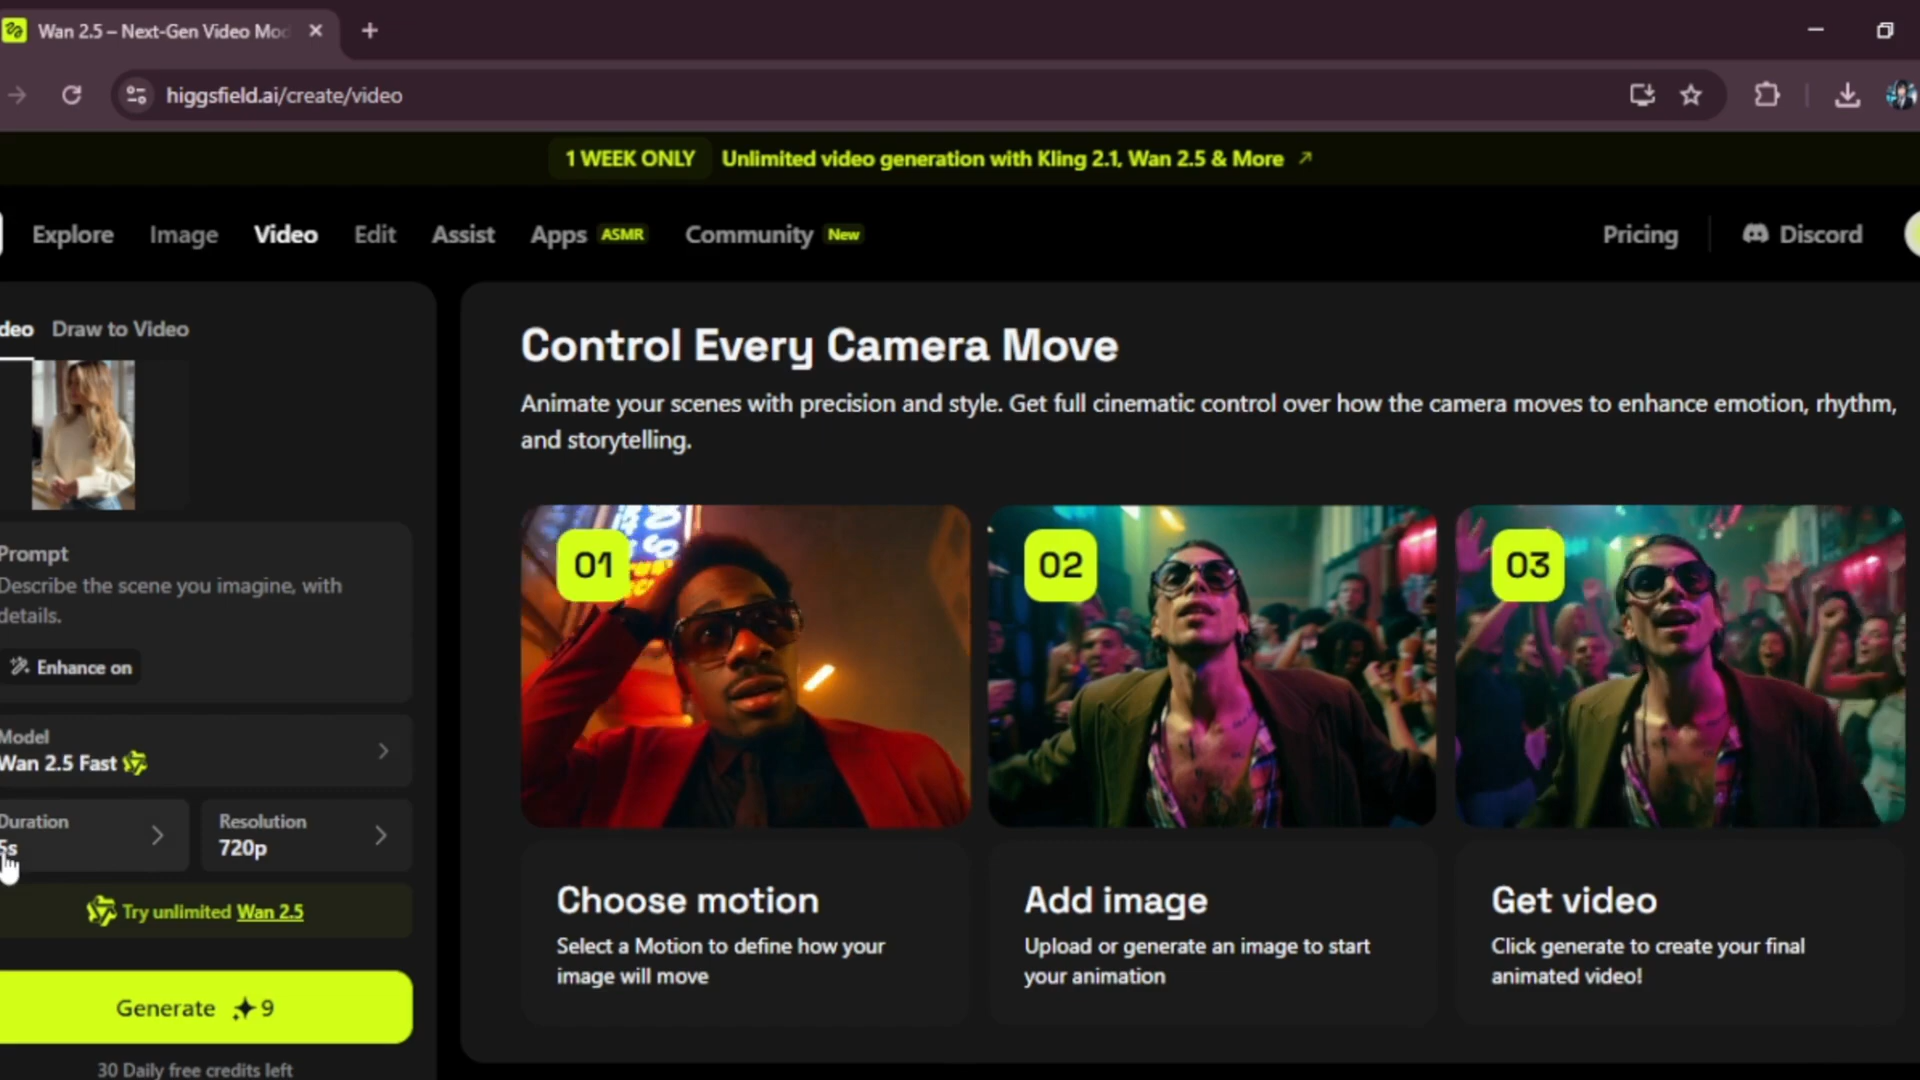 Wan 2.5 – Next-Gen Video Mod
higgsfield.ai/create/video
1 WEEK ONLY Unlimited video generation with Kling 2.1, Wan 2.5 & More
Explore Image Video Edit Assist Apps ASMR Community New Pricing Discord
deo Draw to Video
Prompt
Describe the scene you imagine, with
details.
Enhance on
Model
Wan 2.5 Fast
Duration
5s
Resolution
720p
Try unlimited Wan 2.5
Generate 9
30 Daily free credits left
Control Every Camera Move
Animate your scenes with precision and style. Get full cinematic control over how the camera moves to enhance emotion, rhythm,
and storytelling.
01
Choose motion
Select a Motion to define how your
image will move
02
Add image
Upload or generate an image to start
your animation
03
Get video
Click generate to create your final
animated video!